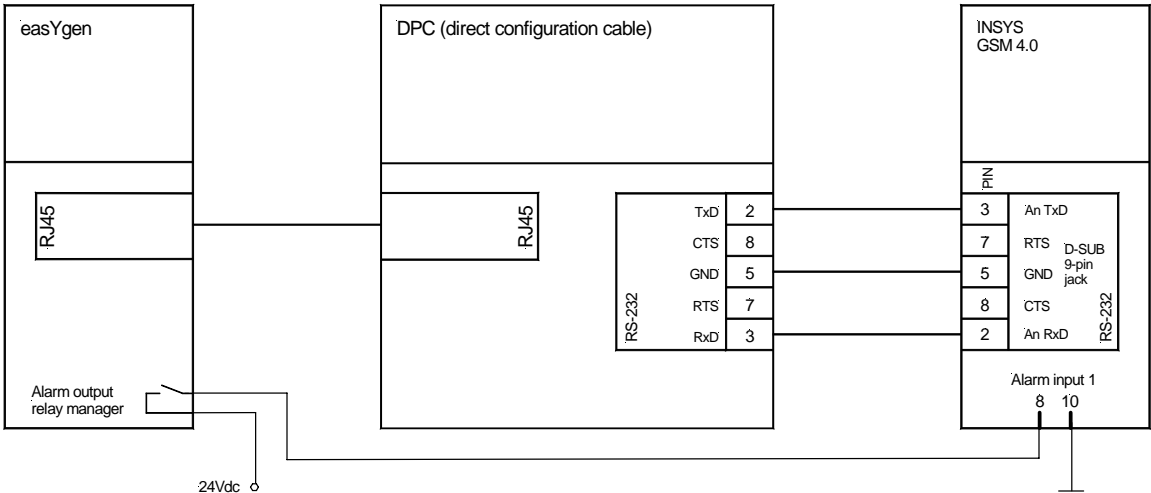 easYgen
DPC (direct configuration cable)
INSYS
GSM 4.0
RJ45
RJ45
RS-232
TxD 2
CTS 8
GND 5
RTS 7
RxD 3
PIN
3 An TxD
7 RTS
5 GND
8 CTS
2 An RxD
D-SUB
9-pin
jack
RS-232
Alarm output
relay manager
Alarm input 1
8 10
24Vdc